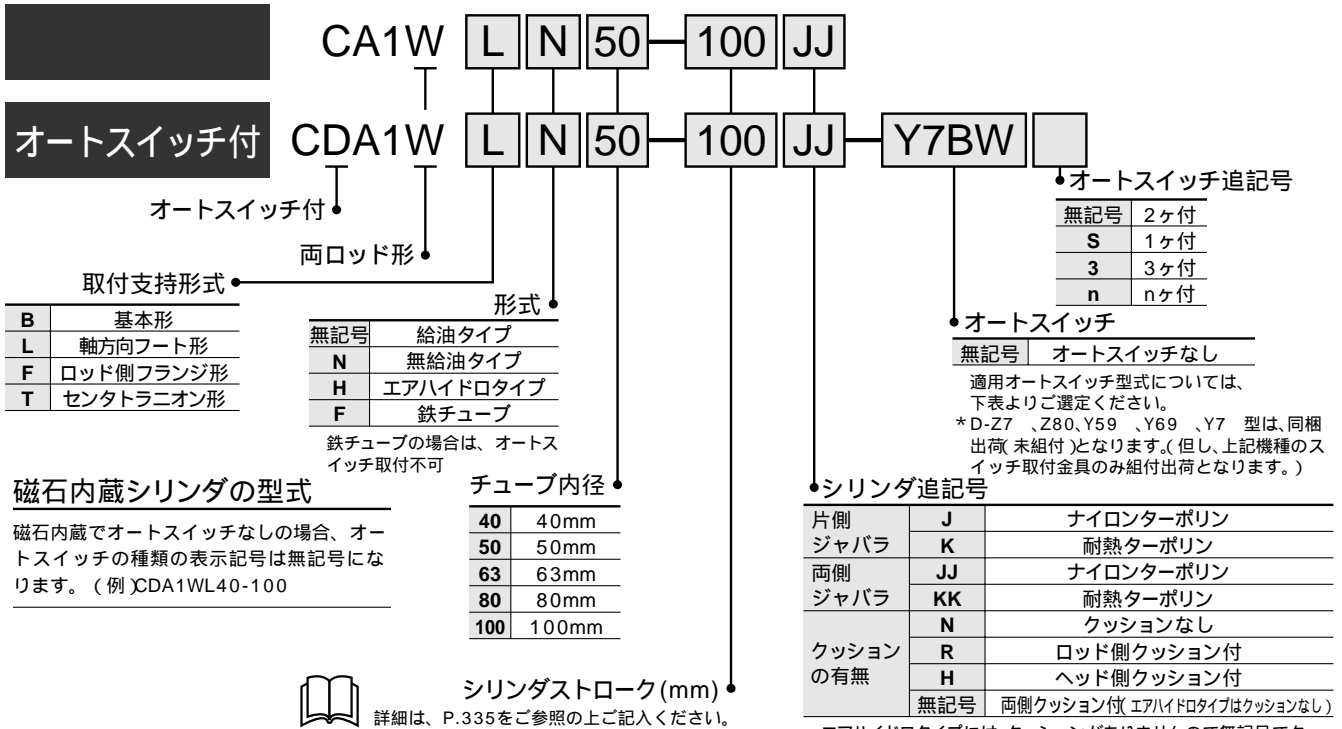 CA1W L N 50 100 JJ
オートスイッチ付 CDA1W L N 50 100 JJ Y7BW
オートスイッチ付
両ロッド形
取付支持形式
B 基本形
L 軸方向フート形
F ロッド側フランジ形
T センタトラニオン形
形式
無記号 給油タイプ
N 無給油タイプ
H エアハイドロタイプ
F 鉄チューブ
鉄チューブの場合は、オートス
イッチ取付不可
オートスイッチ追記号
無記号 2ヶ付
S 1ヶ付
3 3ヶ付
n nヶ付
オートスイッチ
無記号 オートスイッチなし
適用オートスイッチ型式については、
下表よりご選定ください。
*D-Z7 、Z80、Y59 、Y69 、Y7 型は、同梱
出荷(未組付)となります。(但し、上記機種のス
イッチ取付金具のみ組付出荷となります。)
磁石内蔵シリンダの型式
磁石内蔵でオートスイッチなしの場合、オー
トスイッチの種類の表示記号は無記号にな
ります。(例)CDA1WL40-100
チューブ内径
40 40mm
50 50mm
63 63mm
80 80mm
100 100mm
シリンダストローク(mm)
詳細は、P.335をご参照の上ご記入ください。
シリンダ追記号
片側
ジャバラ
J ナイロンターポリン
K 耐熱ターポリン
両側
ジャバラ
JJ ナイロンターポリン
KK 耐熱ターポリン
クッション
の有無
N クッションなし
R ロッド側クッション付
H ヘッド側クッション付
無記号 両側クッション付(エアハイドロタイプはクッションなし)